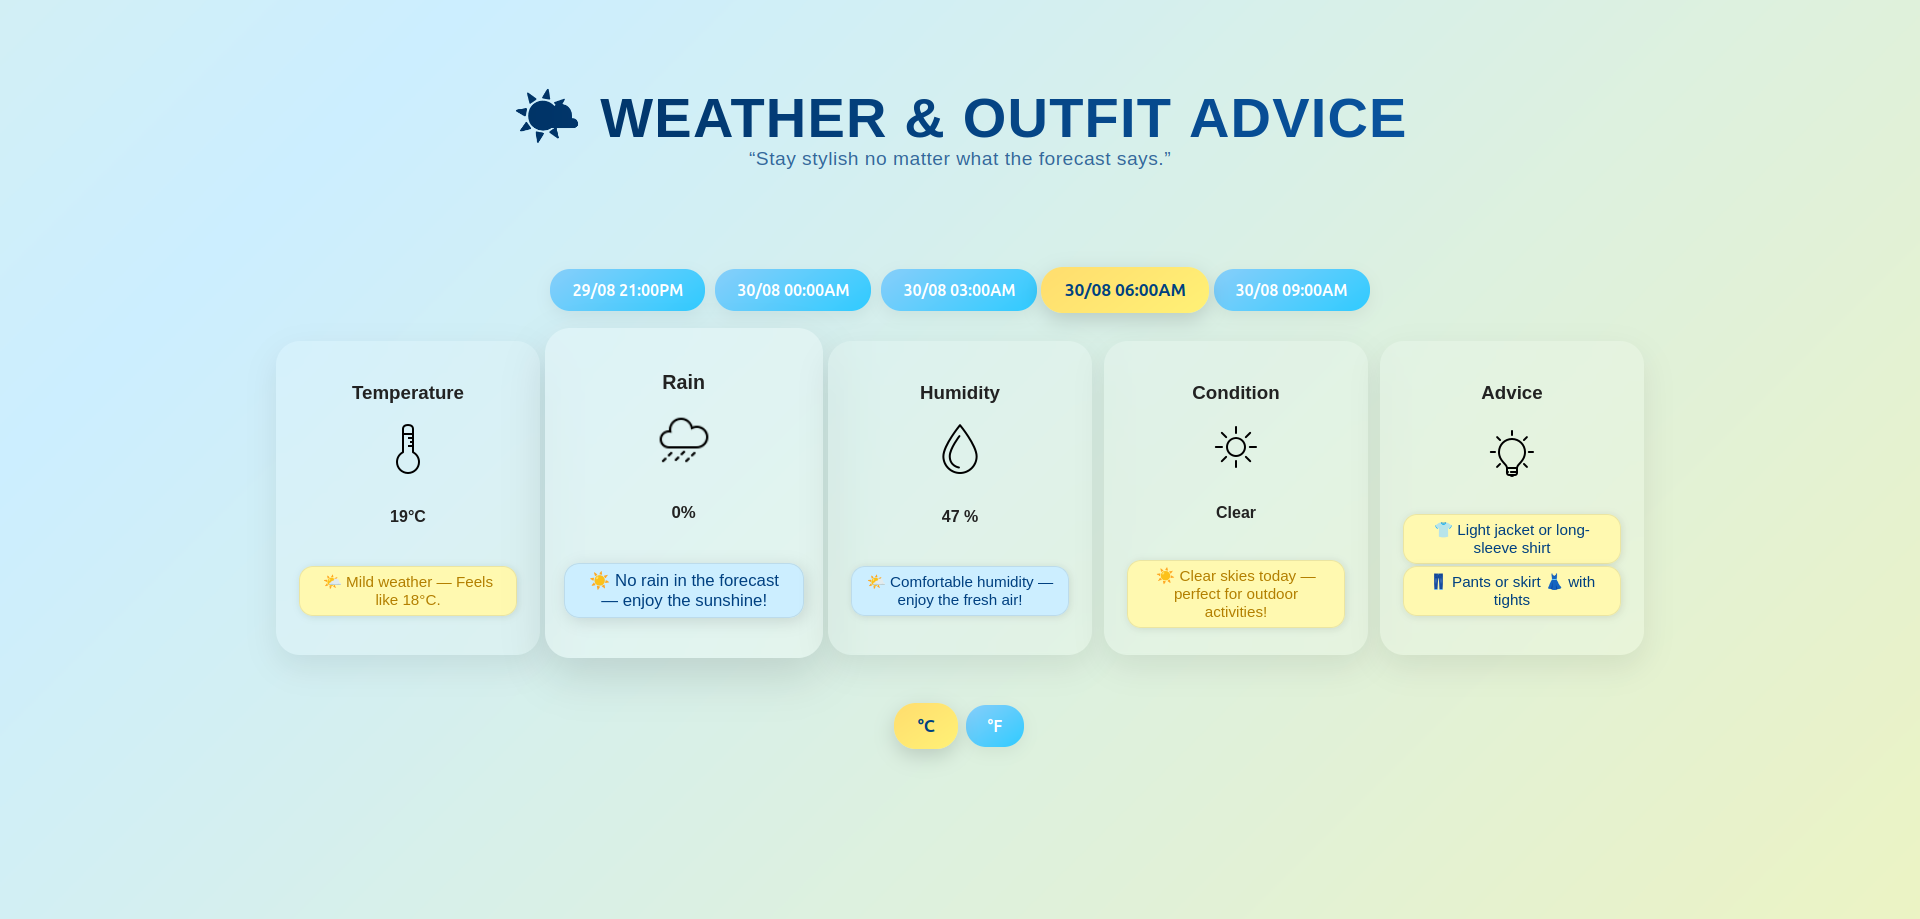 WEATHER & OUTFIT ADVICE
“Stay stylish no matter what the forecast says.”
29/08 21:00PM
30/08 00:00AM
30/08 03:00AM
30/08 06:00AM
30/08 09:00AM
Temperature
19°C
🌤️ Mild weather — Feels
like 18°C.
Rain
0%
☀️ No rain in the forecast
— enjoy the sunshine!
Humidity
47 %
🌤️ Comfortable humidity —
enjoy the fresh air!
Condition
Clear
☀️ Clear skies today —
perfect for outdoor
activities!
Advice
👕 Light jacket or long-
sleeve shirt
👖 Pants or skirt 👗 with
tights
°C
°F